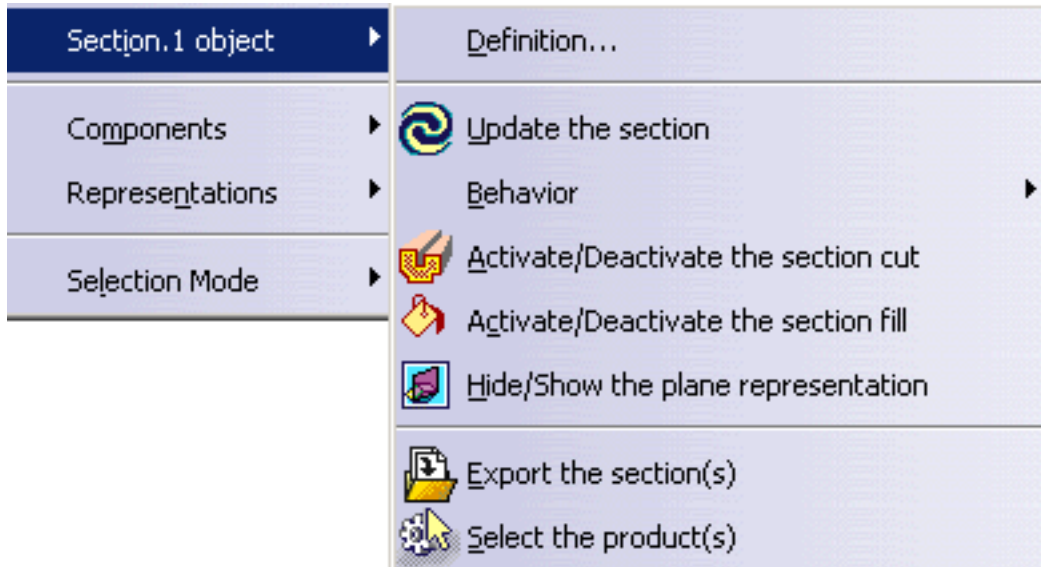 Section.1 object
Components
Representations
Selection Mode
Definition...
Update the section
Behavior
Activate/Deactivate the section cut
Activate/Deactivate the section fill
Hide/Show the plane representation
Export the section(s)
Select the product(s)